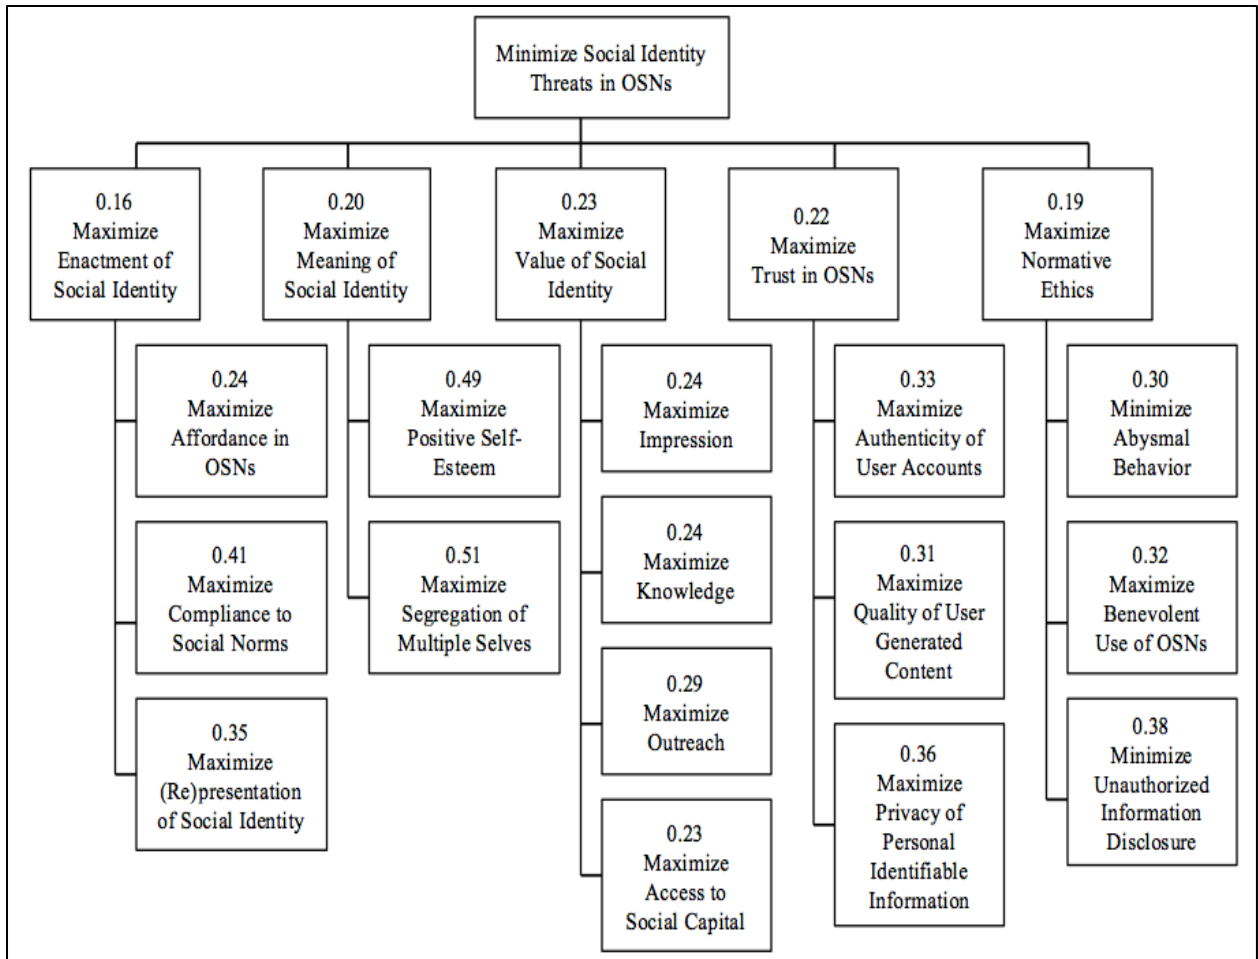 Minimize Social Identity
Threats in OSNs
0.16
Maximize
Enactment of
Social Identity
0.20
Maximize
Meaning of
Social Identity
0.23
Maximize
Value of Social
Identity
0.22
Maximize
Trust in OSNs
0.19
Maximize
Normative
Ethics
0.24
Maximize
Affordance in
OSNs
0.41
Maximize
Compliance to
Social Norms
0.35
Maximize
(Re)presentation
of Social Identity
0.49
Maximize
Positive Self-
Esteem
0.51
Maximize
Segregation of
Multiple Selves
0.24
Maximize
Impression
0.24
Maximize
Knowledge
0.29
Maximize
Outreach
0.23
Maximize
Access to
Social Capital
0.33
Maximize
Authenticity of
User Accounts
0.31
Maximize
Quality of User
Generated
Content
0.36
Maximize
Privacy of
Personal
Identifiable
Information
0.30
Minimize
Abysmal
Behavior
0.32
Maximize
Benevolent
Use of OSNs
0.38
Minimize
Unauthorized
Information
Disclosure